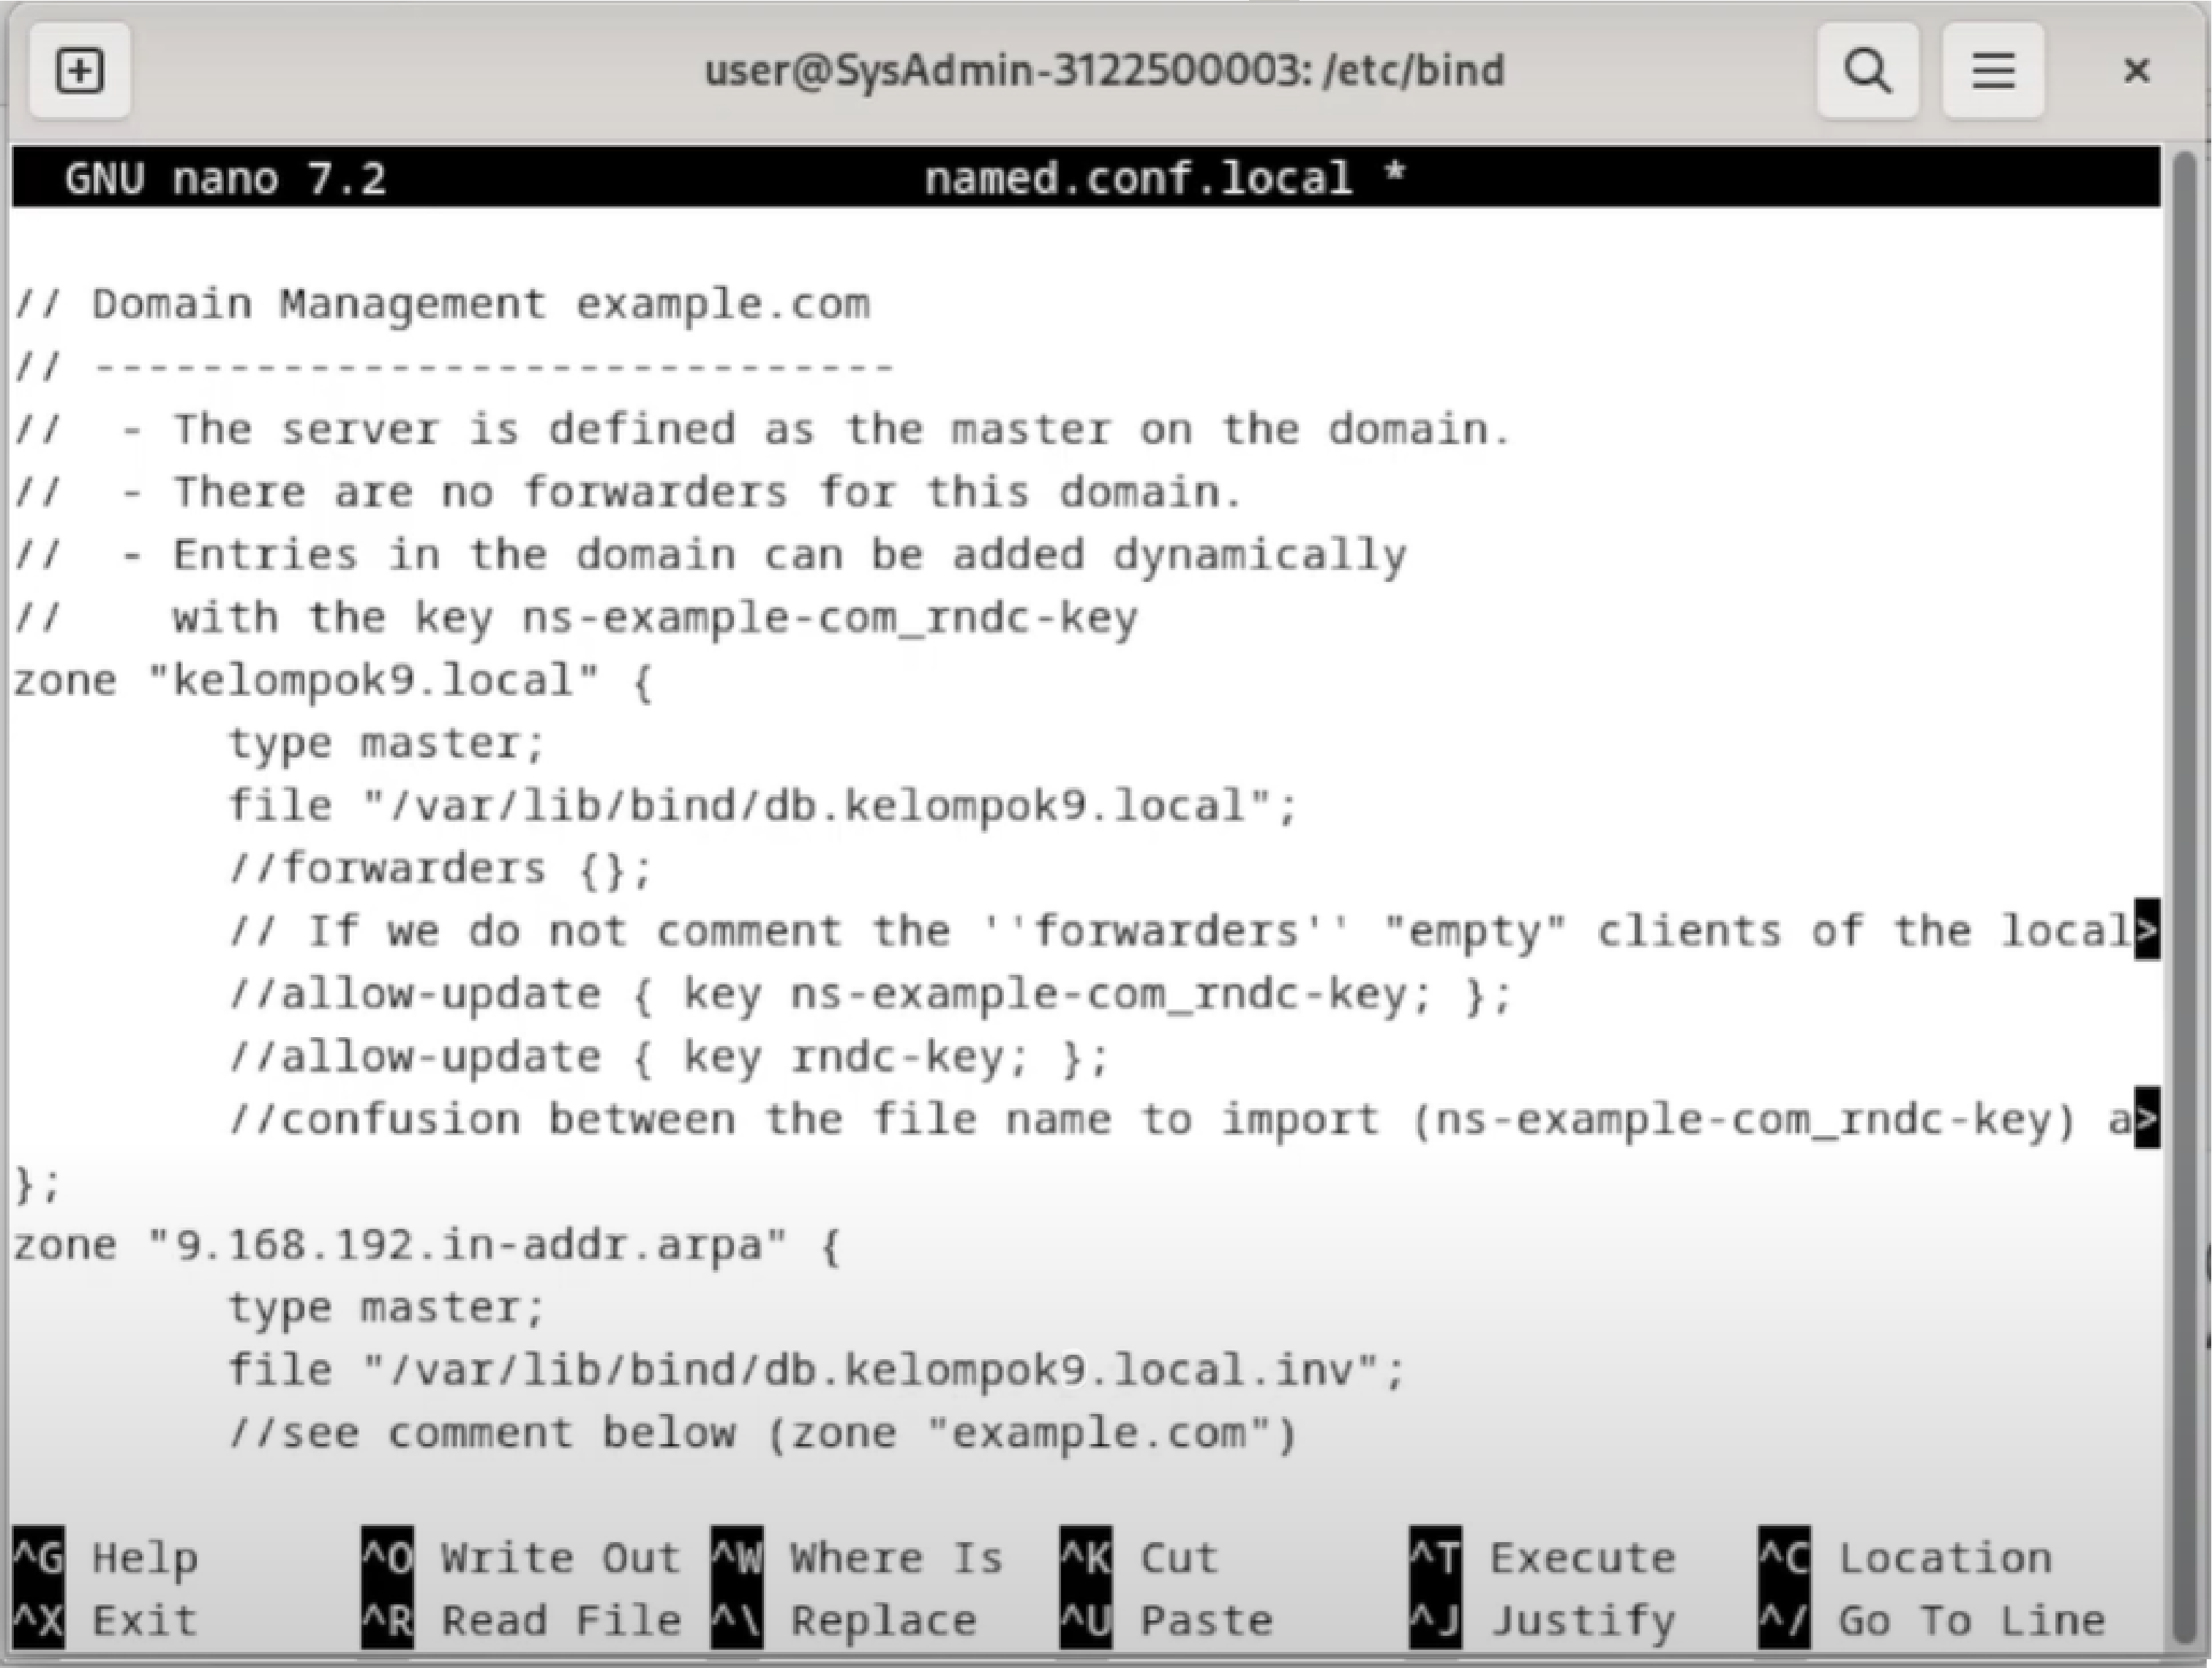 user@SysAdmin-3122500003: /etc/bind
GNU nano 7.2 named.conf.local *
// Domain Management example.com
// ------------------------------
//  - The server is defined as the master on the domain.
//  - There are no forwarders for this domain.
//  - Entries in the domain can be added dynamically
//    with the key ns-example-com_rndc-key
zone "kelompok9.local" {
        type master;
        file "/var/lib/bind/db.kelompok9.local";
        //forwarders {};
        // If we do not comment the ''forwarders'' "empty" clients of the local>
        //allow-update { key ns-example-com_rndc-key; };
        //allow-update { key rndc-key; };
        //confusion between the file name to import (ns-example-com_rndc-key) a>
};
zone "9.168.192.in-addr.arpa" {
        type master;
        file "/var/lib/bind/db.kelompok9.local.inv";
        //see comment below (zone "example.com")
^G Help ^O Write Out ^W Where Is ^K Cut ^T Execute ^C Location
^X Exit ^R Read File ^\ Replace ^U Paste ^J Justify ^/ Go To Line